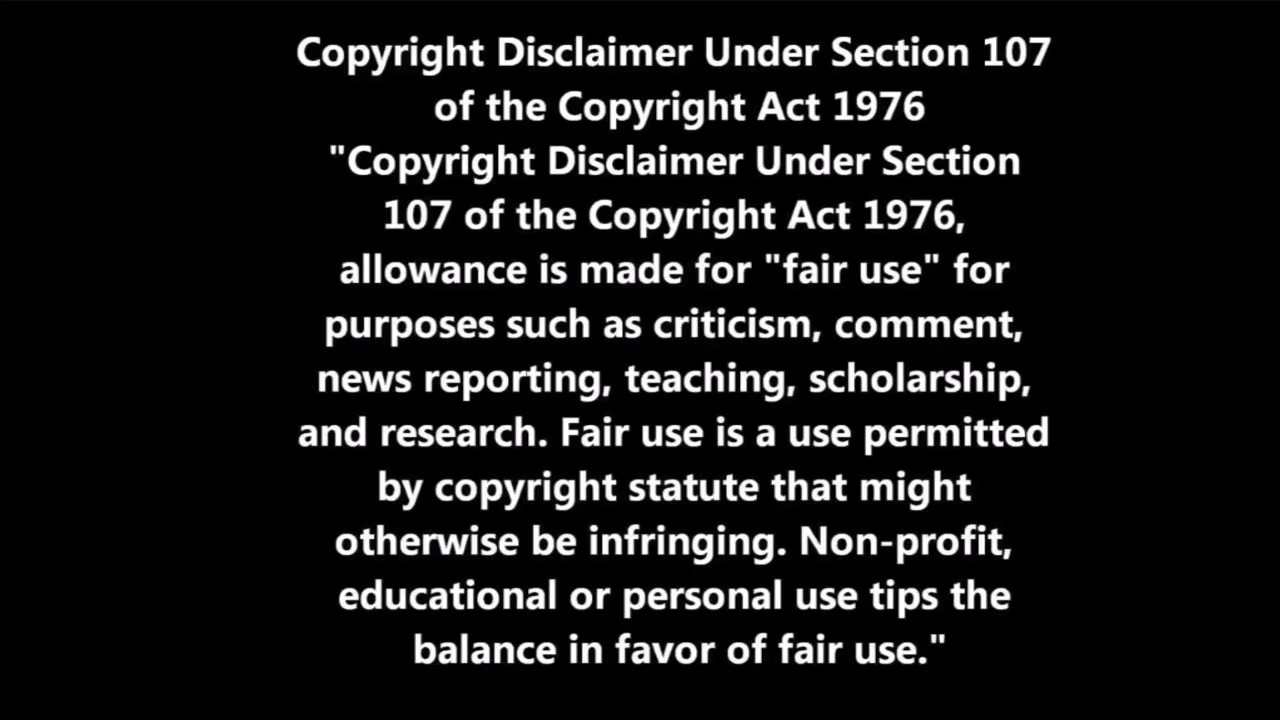 Copyright Disclaimer Under Section 107
of the Copyright Act 1976
"Copyright Disclaimer Under Section
107 of the Copyright Act 1976,
allowance is made for "fair use" for
purposes such as criticism, comment,
news reporting, teaching, scholarship,
and research. Fair use is a use permitted
by copyright statute that might
otherwise be infringing. Non-profit,
educational or personal use tips the
balance in favor of fair use."